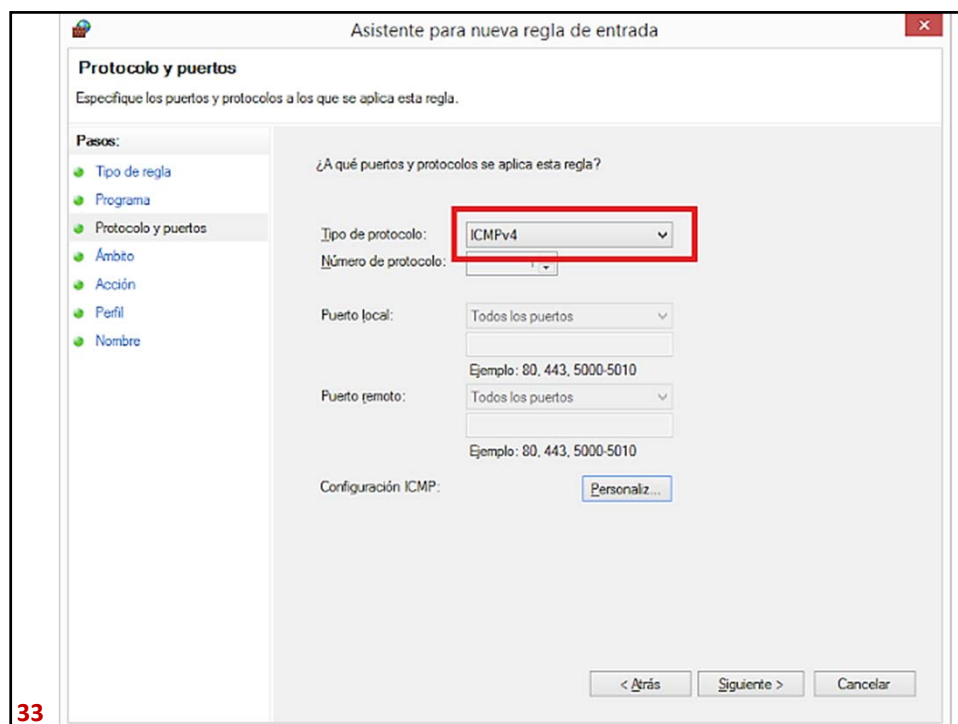 Asistente para nueva regla de entrada
Protocolo y puertos
Especifique los puertos y protocolos a los que se aplica esta regla.
Pasos:
Tipo de regla
Programa
Protocolo y puertos
Ámbito
Acción
Perfil
Nombre
¿A qué puertos y protocolos se aplica esta regla?
Tipo de protocolo: ICMPv4
Número de protocolo: 1
Puerto local: Todos los puertos
Ejemplo: 80, 443, 5000-5010
Puerto remoto: Todos los puertos
Ejemplo: 80, 443, 5000-5010
Configuración ICMP: Personaliz...
< Atrás Siguiente > Cancelar
33